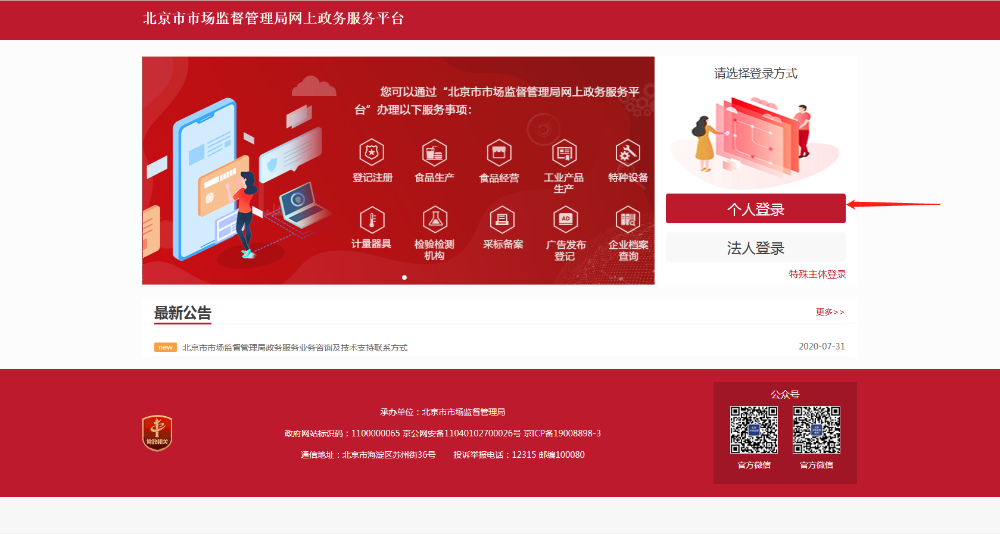 北京市市场监督管理局网上政务服务平台
您可以通过“北京市市场监督管理局网上政务服务平
台”办理以下服务事项：
登记注册
食品生产
食品经营
工业产品
生产
特种设备
计量器具
检验检测
机构
采标备案
AD
广告发布
登记
企业档案
查询
请选择登录方式
个人登录
法人登录
特殊主体登录
最新公告
更多>>
new 北京市市场监督管理局政务服务业务咨询及技术支持联系方式
2020-07-31
党政机关
承办单位：北京市市场监督管理局
政府网站标识码：1100000065 京公网安备11040102700026号 京ICP备19008898-3
通信地址：北京市海淀区苏州街36号 投诉举报电话：12315 邮编100080
公众号
官方微信
官方微信